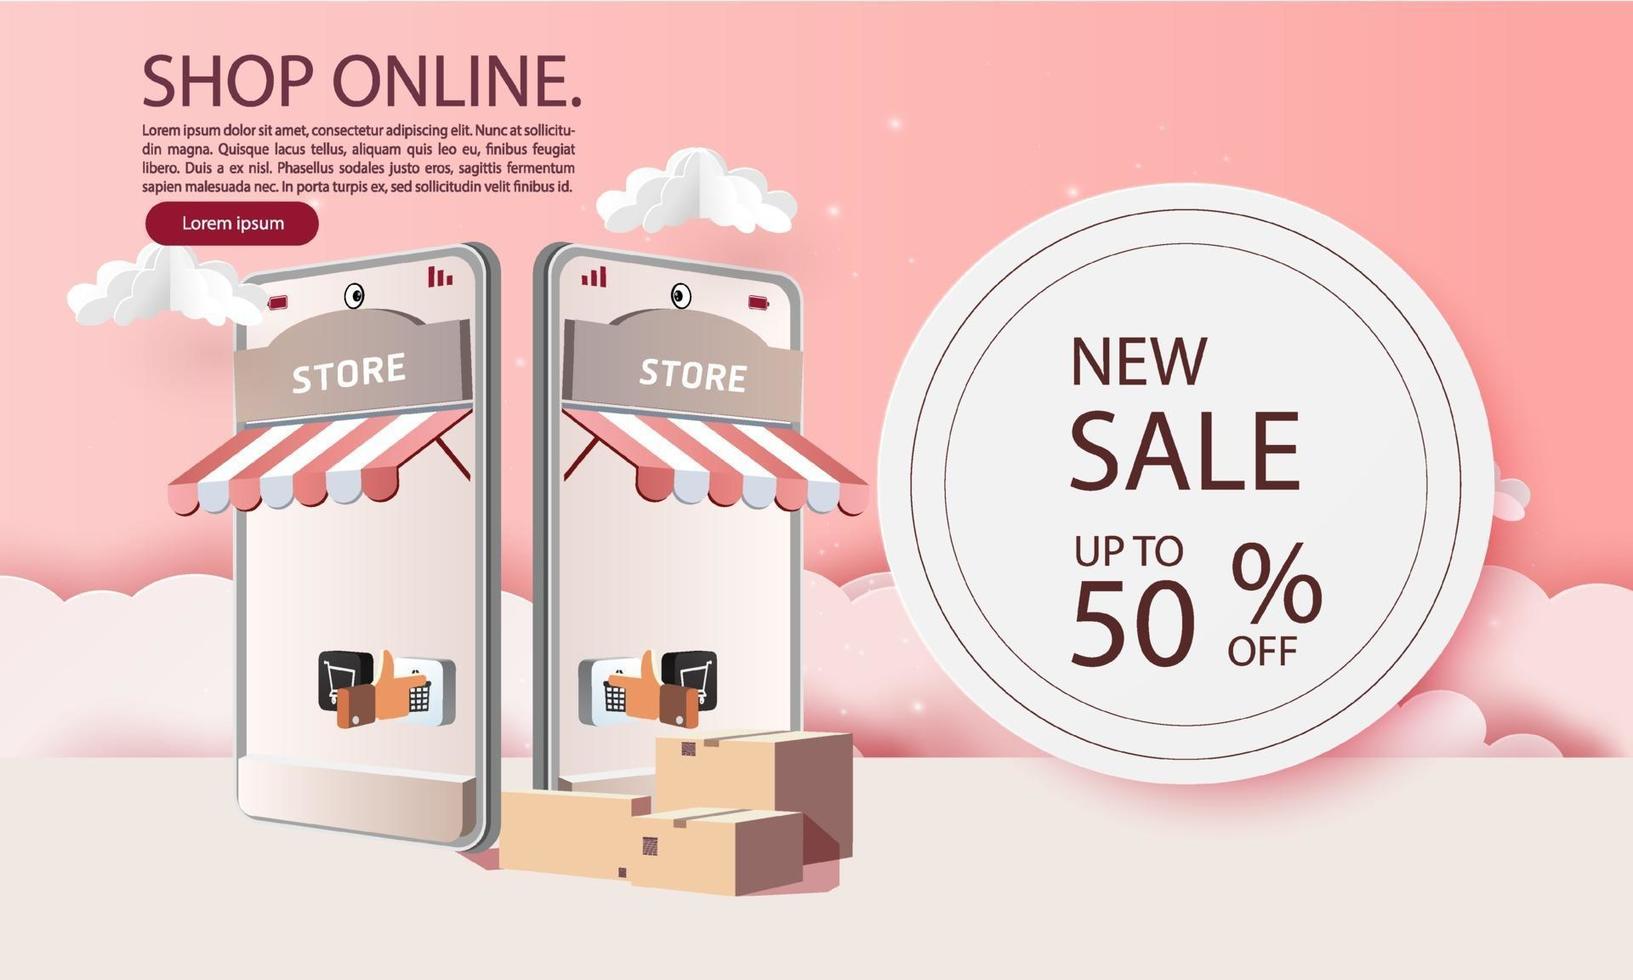 SHOP ONLINE.
Lorem ipsum dolor sit amet, consectetur adipiscing elit. Nunc at sollicitu-
din magna. Quisque lacus tellus, aliquam quis leo eu, finibus feugiat
libero. Duis a ex nisl. Phasellus sodales justo eros, sagittis fermentum
sapien malesuada nec. In porta turpis ex, sed sollicitudin velit finibus id.
Lorem ipsum
STORE
STORE
NEW
SALE
UP TO
50 %
OFF